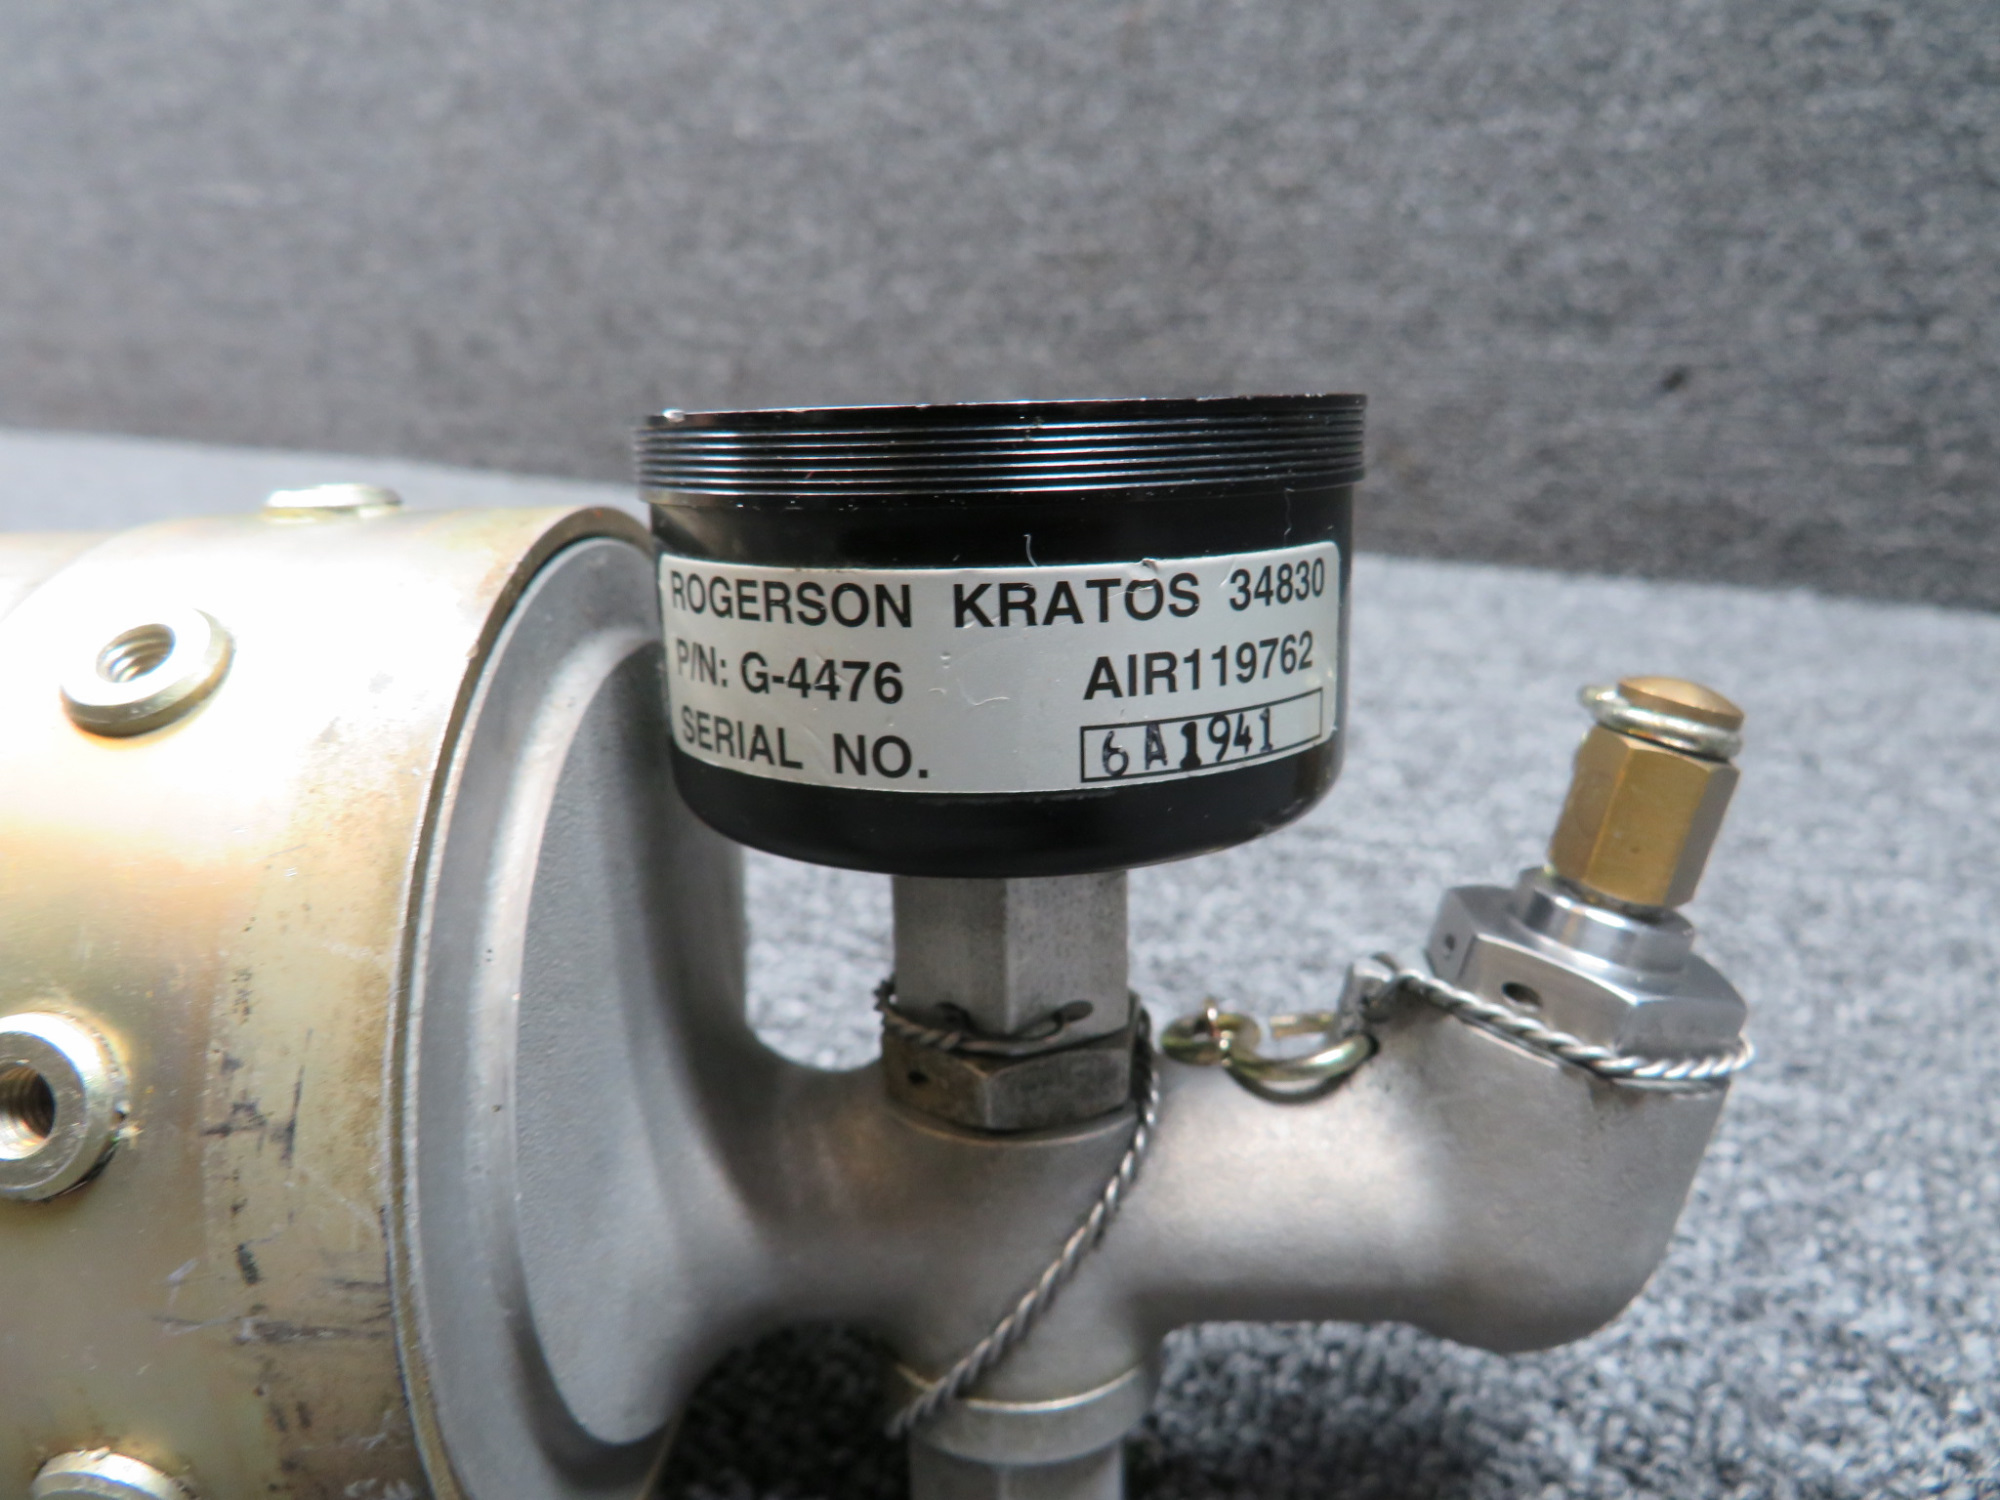 ROGERSON KRATOS 34830
P/N: G-4476 AIR119762
SERIAL NO. 6A1941